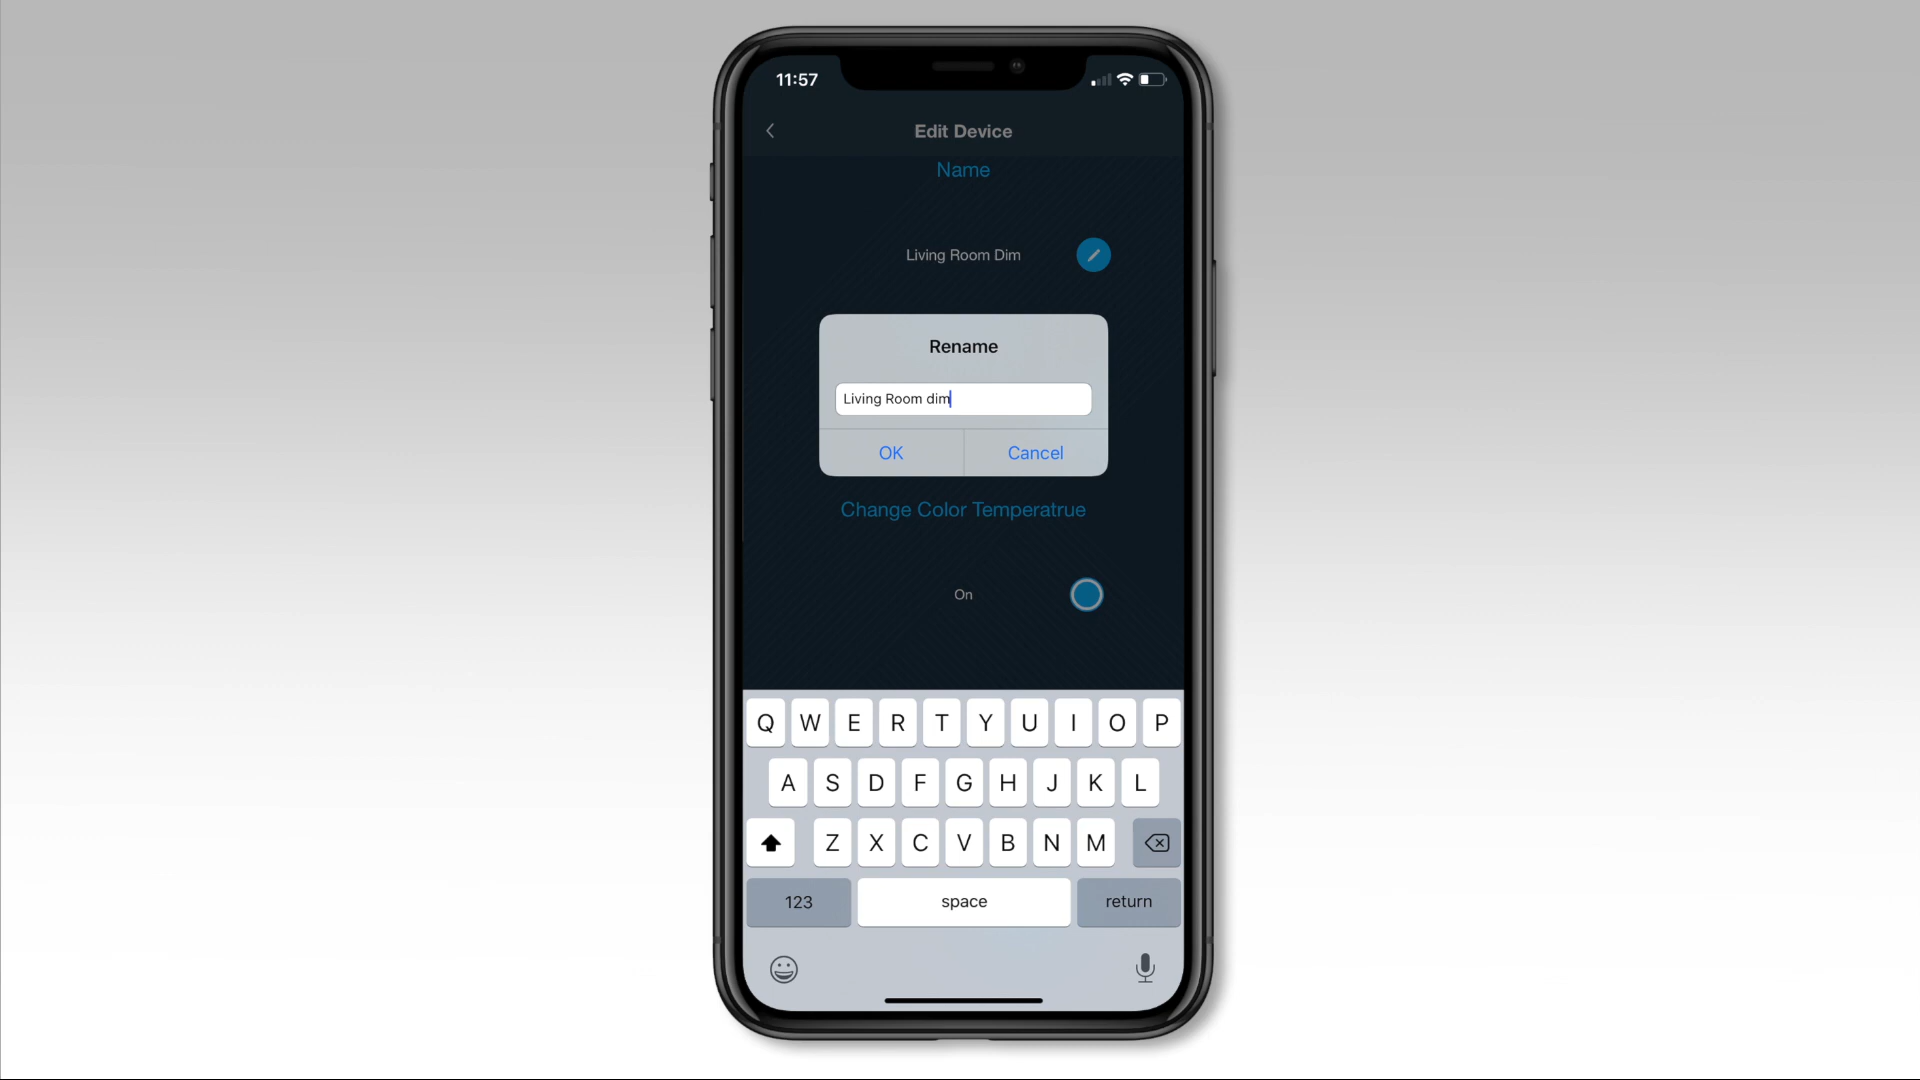 11:57
Edit Device
Name
Living Room Dim
Rename
Living Room dim
OK Cancel
Change Color Temperatrue
On
Q W E R T Y U I O P
A S D F G H J K L
Z X C V B N M
123 space return